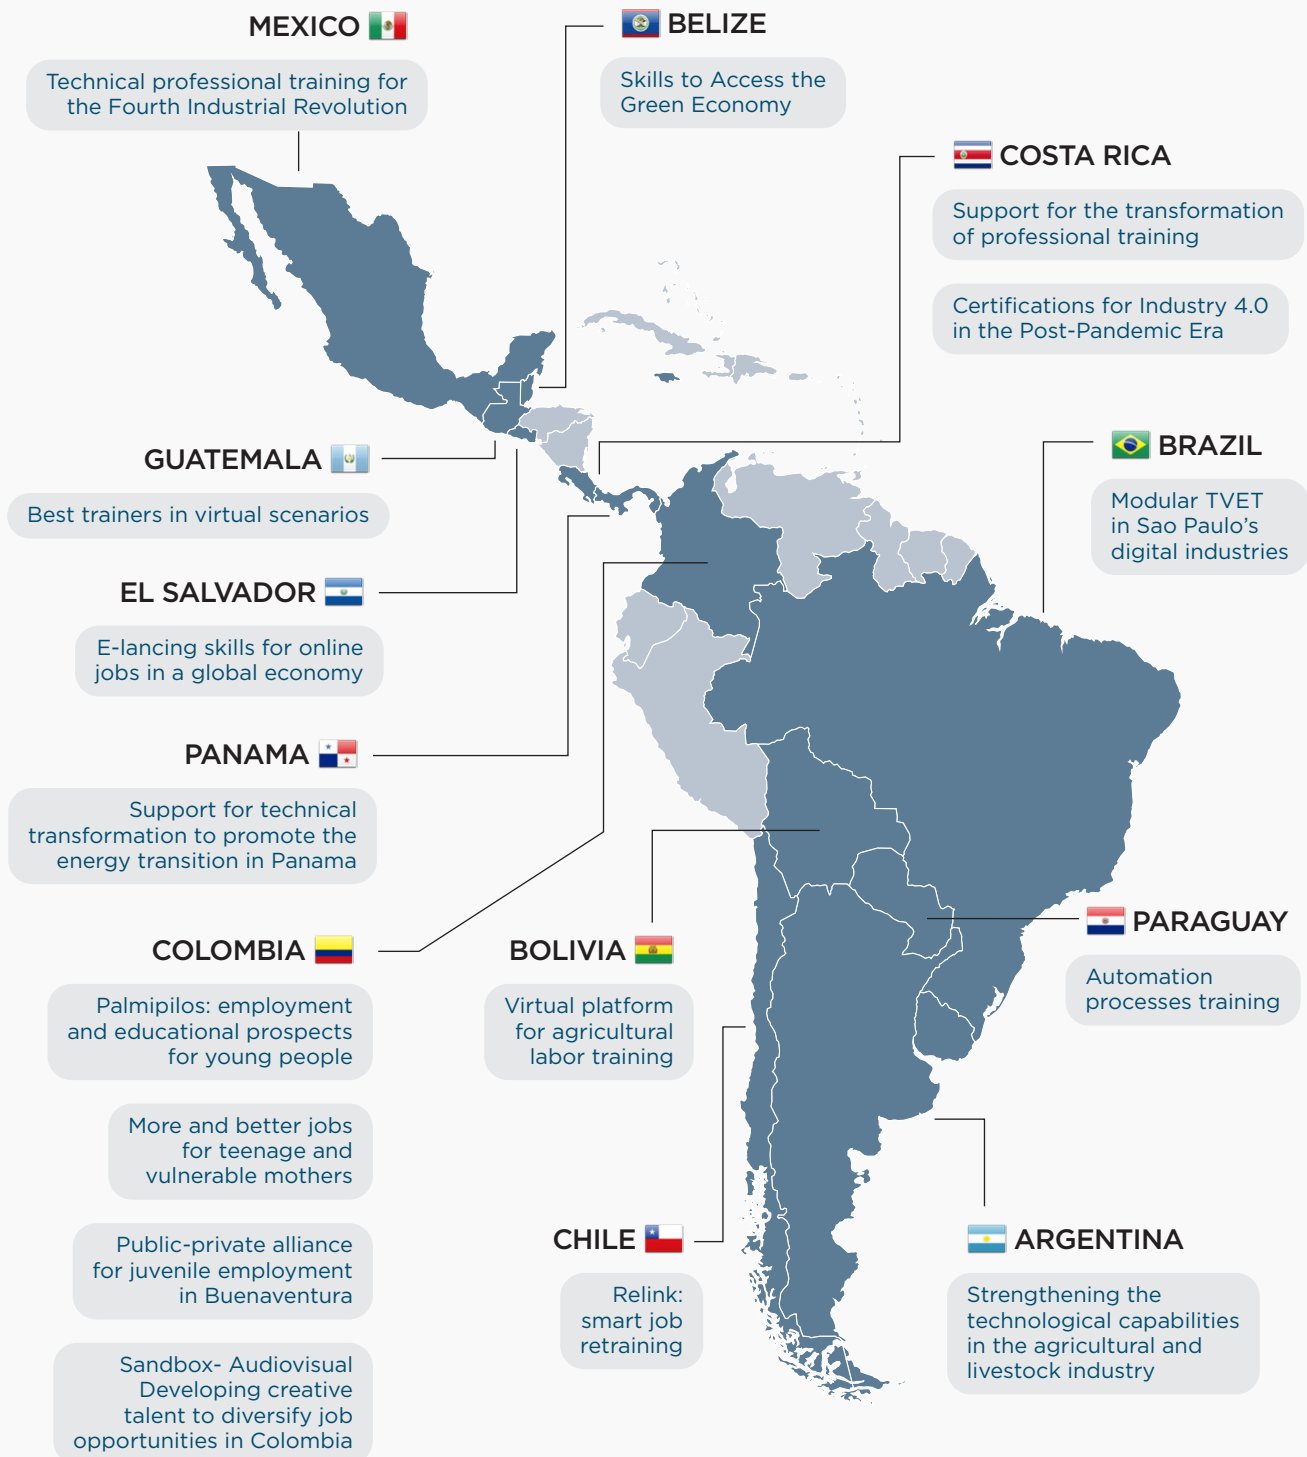 MEXICO
Technical professional training for
the Fourth Industrial Revolution
BELIZE
Skills to Access the
Green Economy
COSTA RICA
Support for the transformation
of professional training
Certifications for Industry 4.0
in the Post-Pandemic Era
GUATEMALA
Best trainers in virtual scenarios
BRAZIL
Modular TVET
in Sao Paulo’s
digital industries
EL SALVADOR
E-lancing skills for online
jobs in a global economy
PANAMA
Support for technical
transformation to promote the
energy transition in Panama
COLOMBIA
Palmipilos: employment
and educational prospects
for young people
More and better jobs
for teenage and
vulnerable mothers
Public-private alliance
for juvenile employment
in Buenaventura
Sandbox- Audiovisual
Developing creative
talent to diversify job
opportunities in Colombia
BOLIVIA
Virtual platform
for agricultural
labor training
PARAGUAY
Automation
processes training
CHILE
Relink:
smart job
retraining
ARGENTINA
Strengthening the
technological capabilities
in the agricultural and
livestock industry